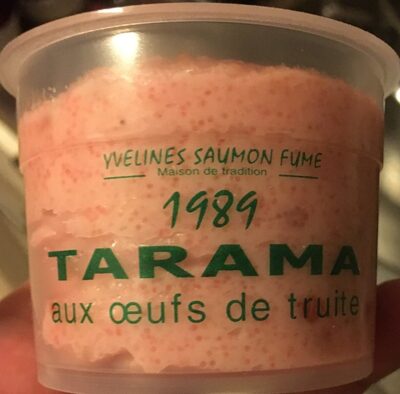 YVELINES SAUMON FUME
Maison de tradition
1989
TARAMA
aux œufs de truite